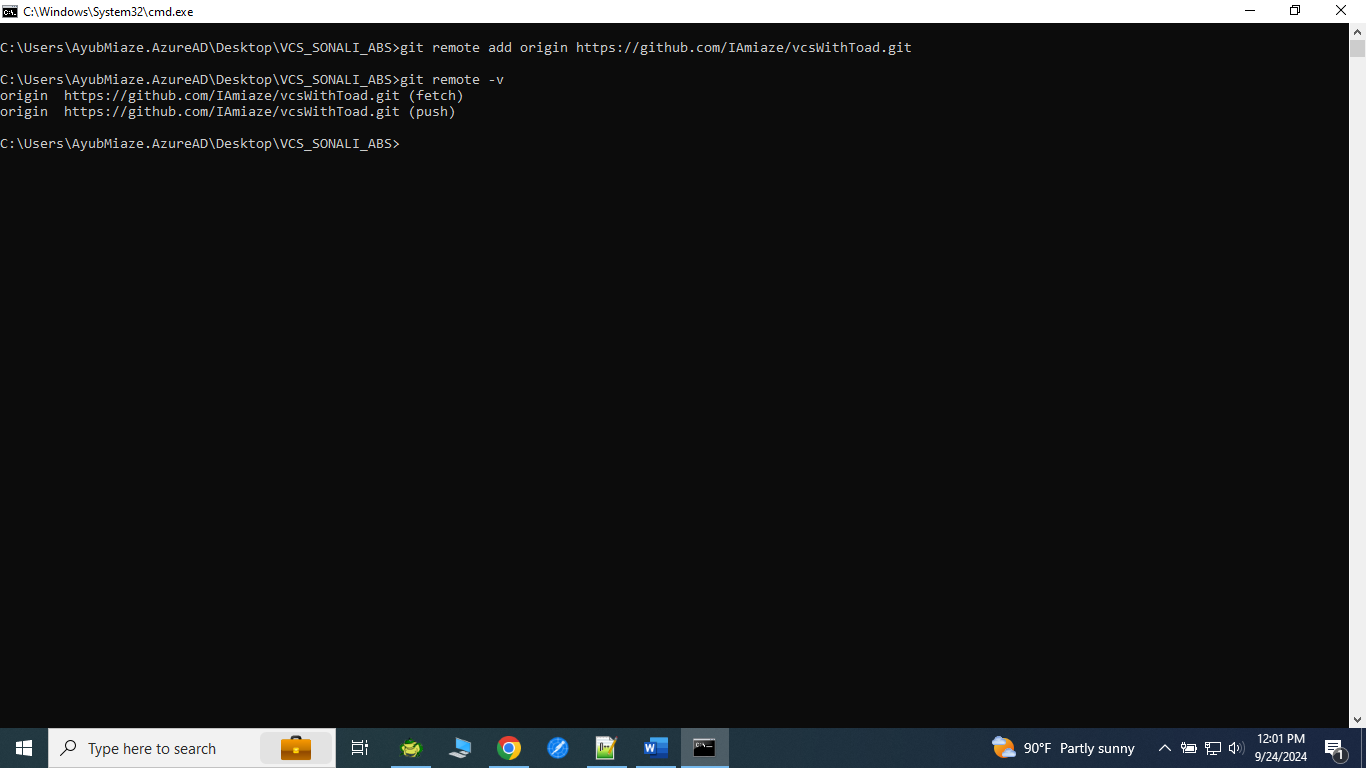 C:\Windows\System32\cmd.exe
C:\Users\AyubMiaze.AzureAD\Desktop\VCS_SONALI_ABS>git remote add origin https://github.com/IAmiaze/vcsWithToad.git
C:\Users\AyubMiaze.AzureAD\Desktop\VCS_SONALI_ABS>git remote -v
origin  https://github.com/IAmiaze/vcsWithToad.git (fetch)
origin  https://github.com/IAmiaze/vcsWithToad.git (push)
C:\Users\AyubMiaze.AzureAD\Desktop\VCS_SONALI_ABS>
Type here to search
90°F Partly sunny
12:01 PM
9/24/2024
1